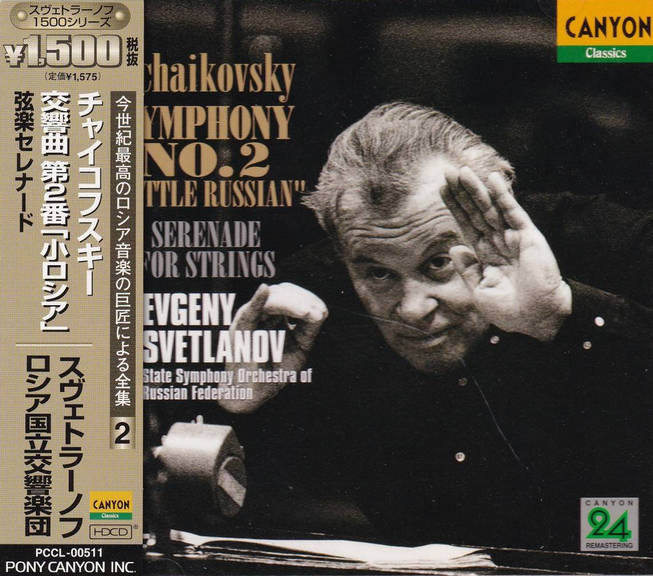 スヴェトラーノフ
1500シリーズ
¥1,500 税抜
(定価¥1,575)
チャイコフスキー
交響曲 第2番「小ロシア」
弦楽セレナード
今世紀最高のロシア音楽の巨匠による全集 2
スヴェトラーノフ
ロシア国立交響楽団
CANYON
Classics
HDCD®
PCCL-00511
PONY CANYON INC.
chaikovsky
YMPHONY
NO.2
TTLE RUSSIAN"
SERENADE
FOR STRINGS
EVGENY
SVETLANOV
State Symphony Orchestra of
Russian Federation
CANYON
Classics
CANYON
24
REMASTERING